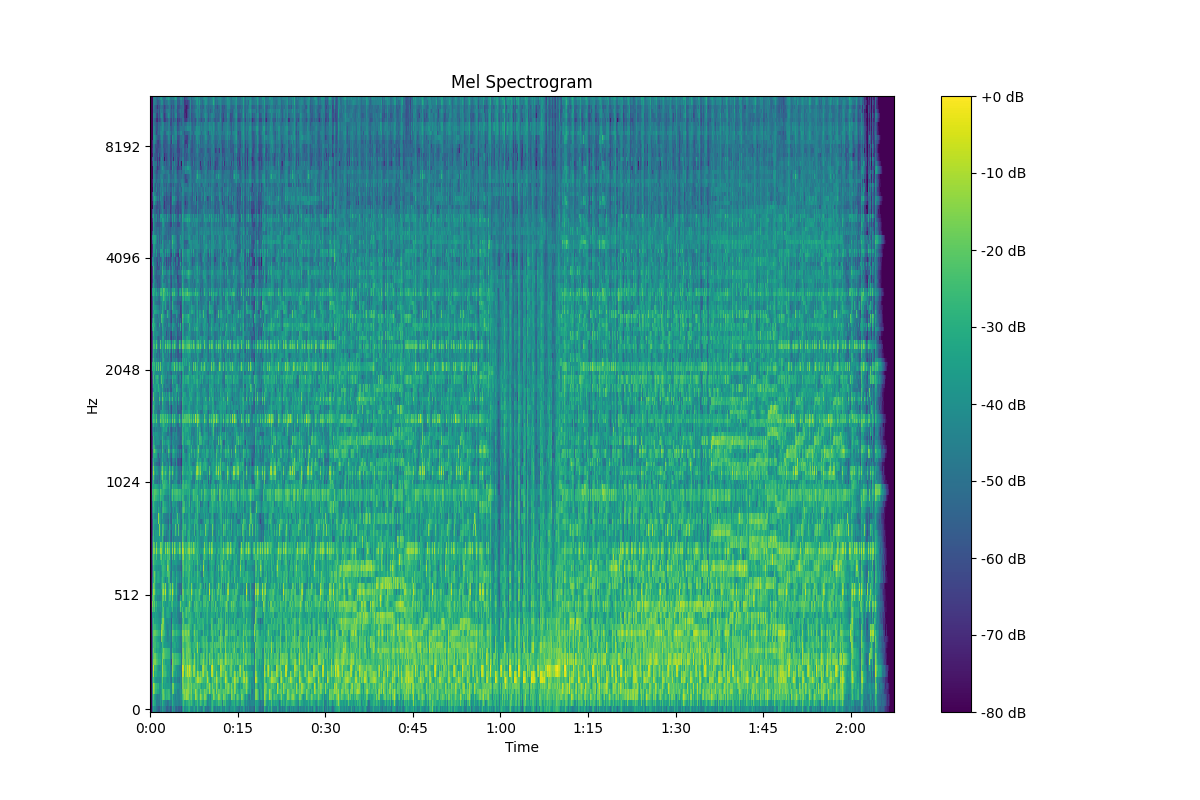 Mel Spectrogram
+0 dB
8192
-10 dB
-20 dB
4096
-30 dB
2048
Hz
-40 dB
1024
-50 dB
-60 dB
512
-70 dB
0
-80 dB
0:00 0:15 0:30 0:45 1:00 1:15 1:30 1:45 2:00
Time